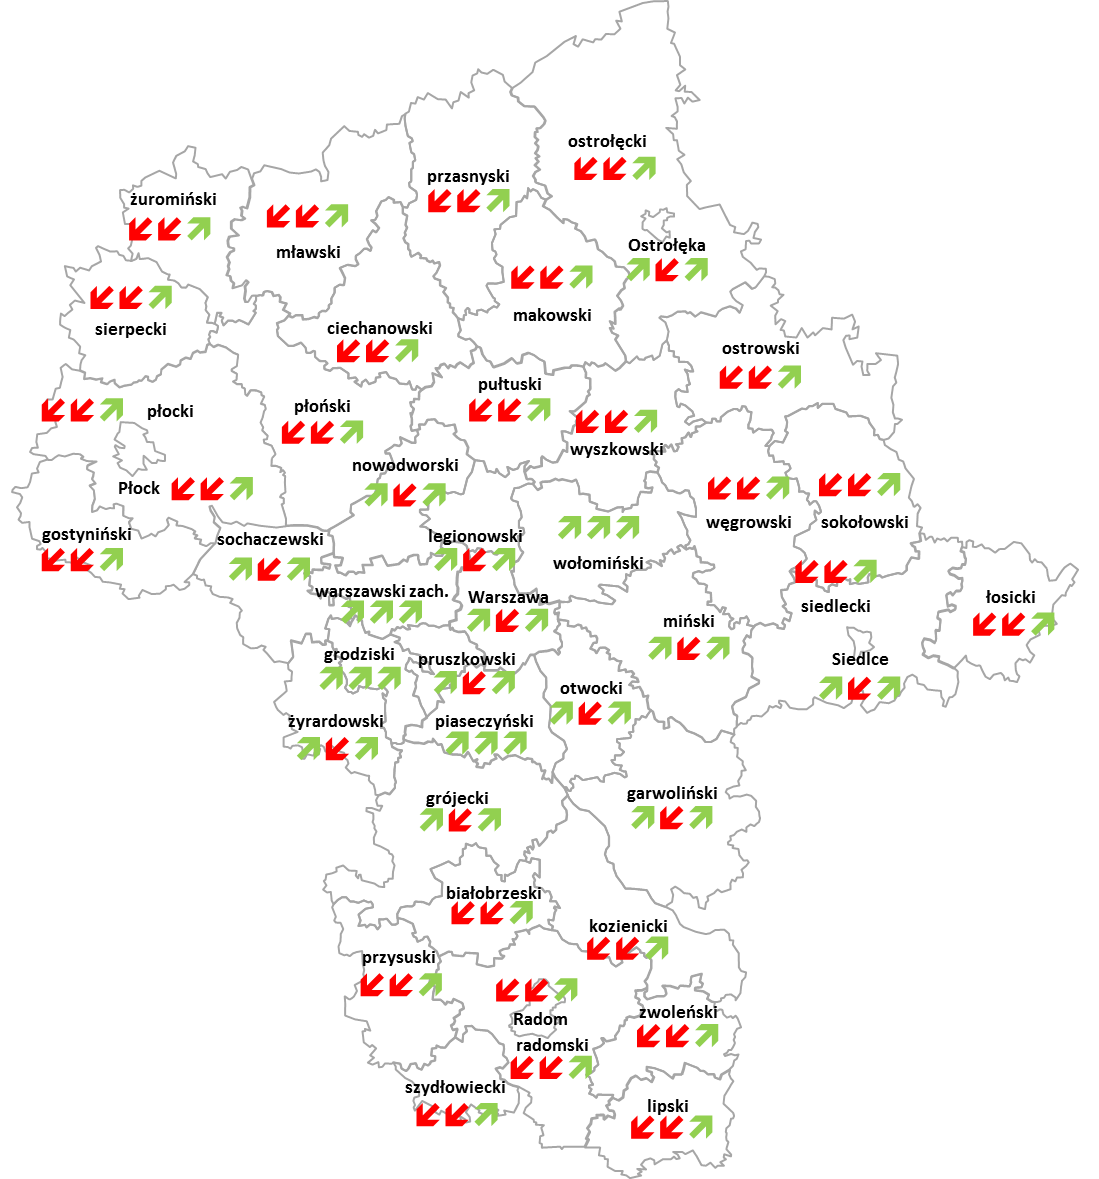 ostrołęcki
przasnyski
żuromiński
Ostrołęka
mławski
makowski
sierpecki
ciechanowski
ostrowski
pułtuski
płocki
płoński
wyszkowski
nowodworski
Płock
węgrowski
sokołowski
gostyniński
sochaczewski
legionowski
wołomiński
warszawski zach.
Warszawa
siedlecki
łosicki
miński
grodziski
pruszkowski
Siedlce
otwocki
żyrardowski
piaseczyński
garwoliński
grójecki
białobrzeski
kozienicki
przysuski
zwoleński
Radom
radomski
szydłowiecki
lipski